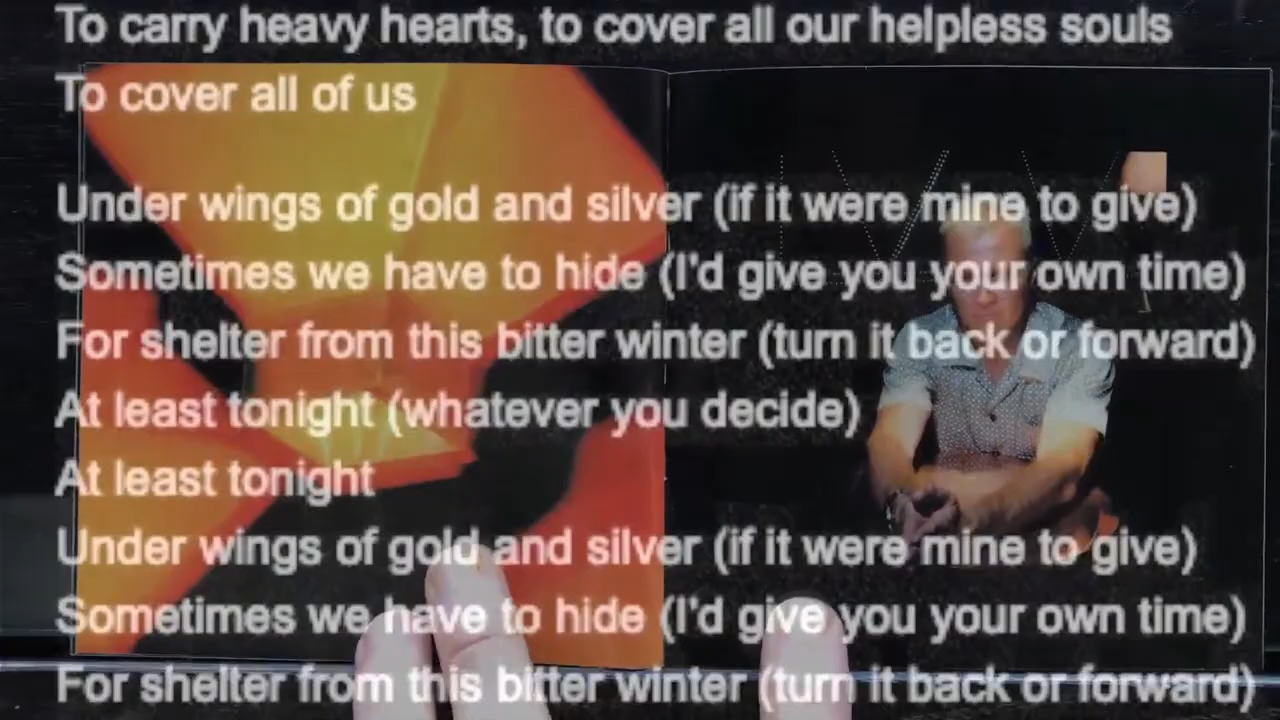 To carry heavy hearts, to cover all our helpless souls
To cover all of us
Under wings of gold and silver (if it were mine to give)
Sometimes we have to hide (I'd give you your own time)
For shelter from this bitter winter (turn it back or forward)
At least tonight (whatever you decide)
At least tonight
Under wings of gold and silver (if it were mine to give)
Sometimes we have to hide (I'd give you your own time)
For shelter from this bitter winter (turn it back or forward)